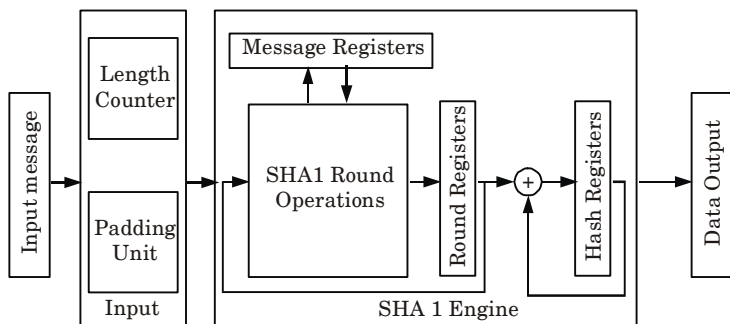 Input message
Length
Counter
Padding
Unit
Input
Message Registers
SHA1 Round
Operations
Round Registers
+
Hash Registers
SHA 1 Engine
Data Output